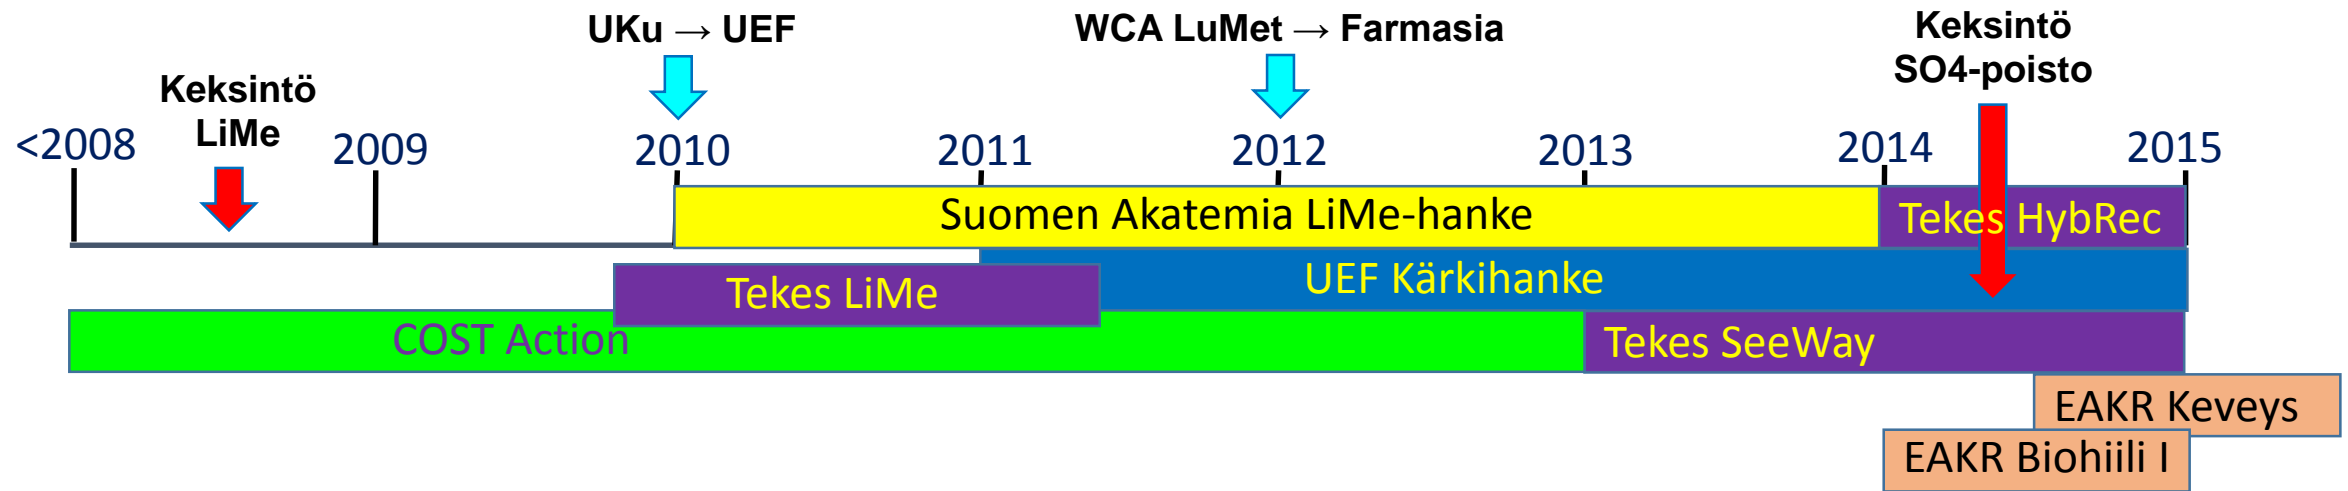 UKu → UEF
WCA LuMet → Farmasia
Keksintö
SO4-poisto
Keksintö
LiMe
<2008
2009
2010
2011
2012
2013
2014
2015
Suomen Akatemia LiMe-hanke
Tekes HybRec
UEF Kärkihanke
Tekes LiMe
COST Action
Tekes SeeWay
EAKR Keveys
EAKR Biohiili I